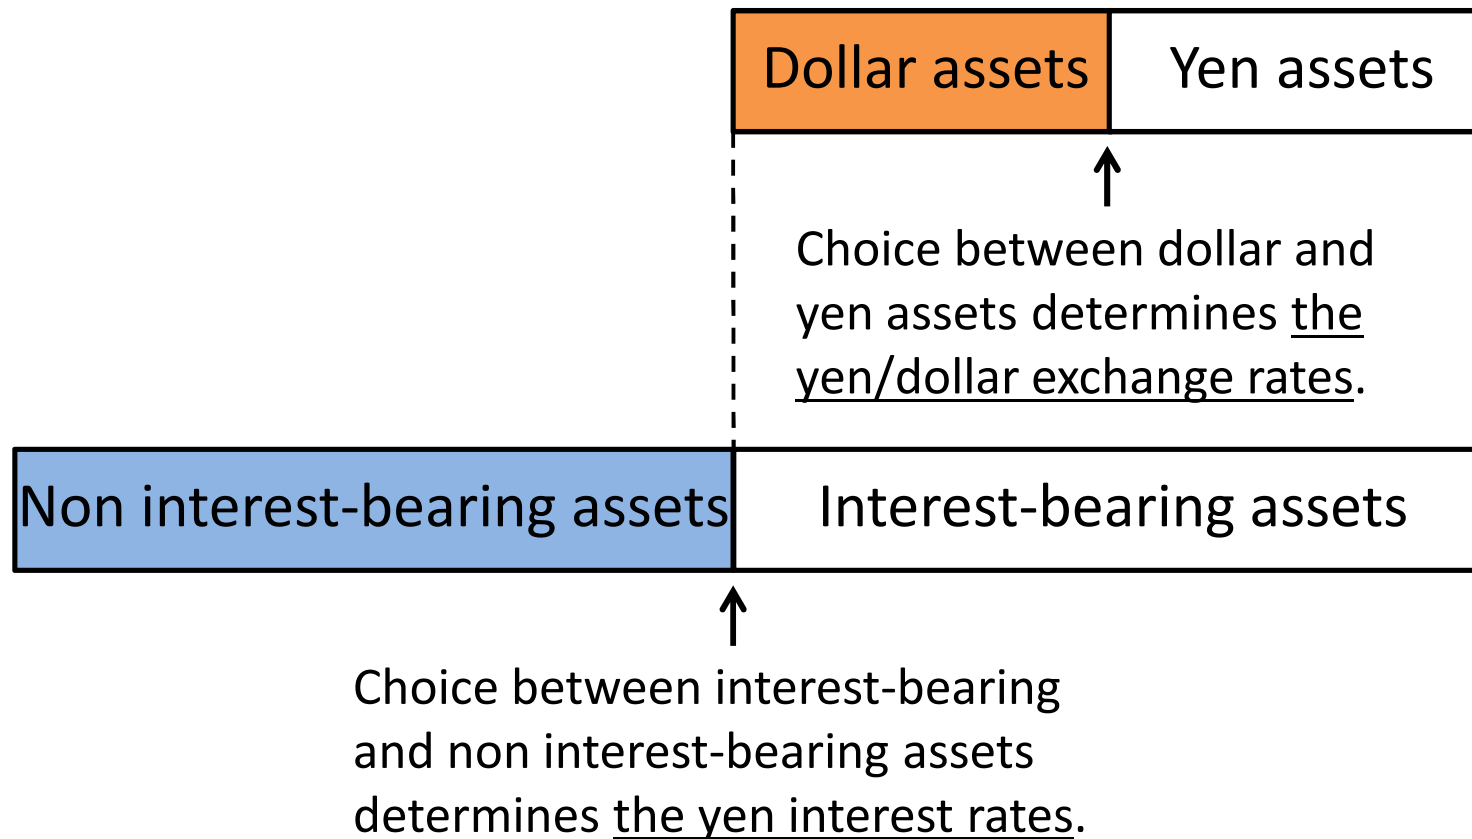 Dollar assets Yen assets
Choice between dollar and
yen assets determines the
yen/dollar exchange rates.
Non interest-bearing assets Interest-bearing assets
Choice between interest-bearing
and non interest-bearing assets
determines the yen interest rates.